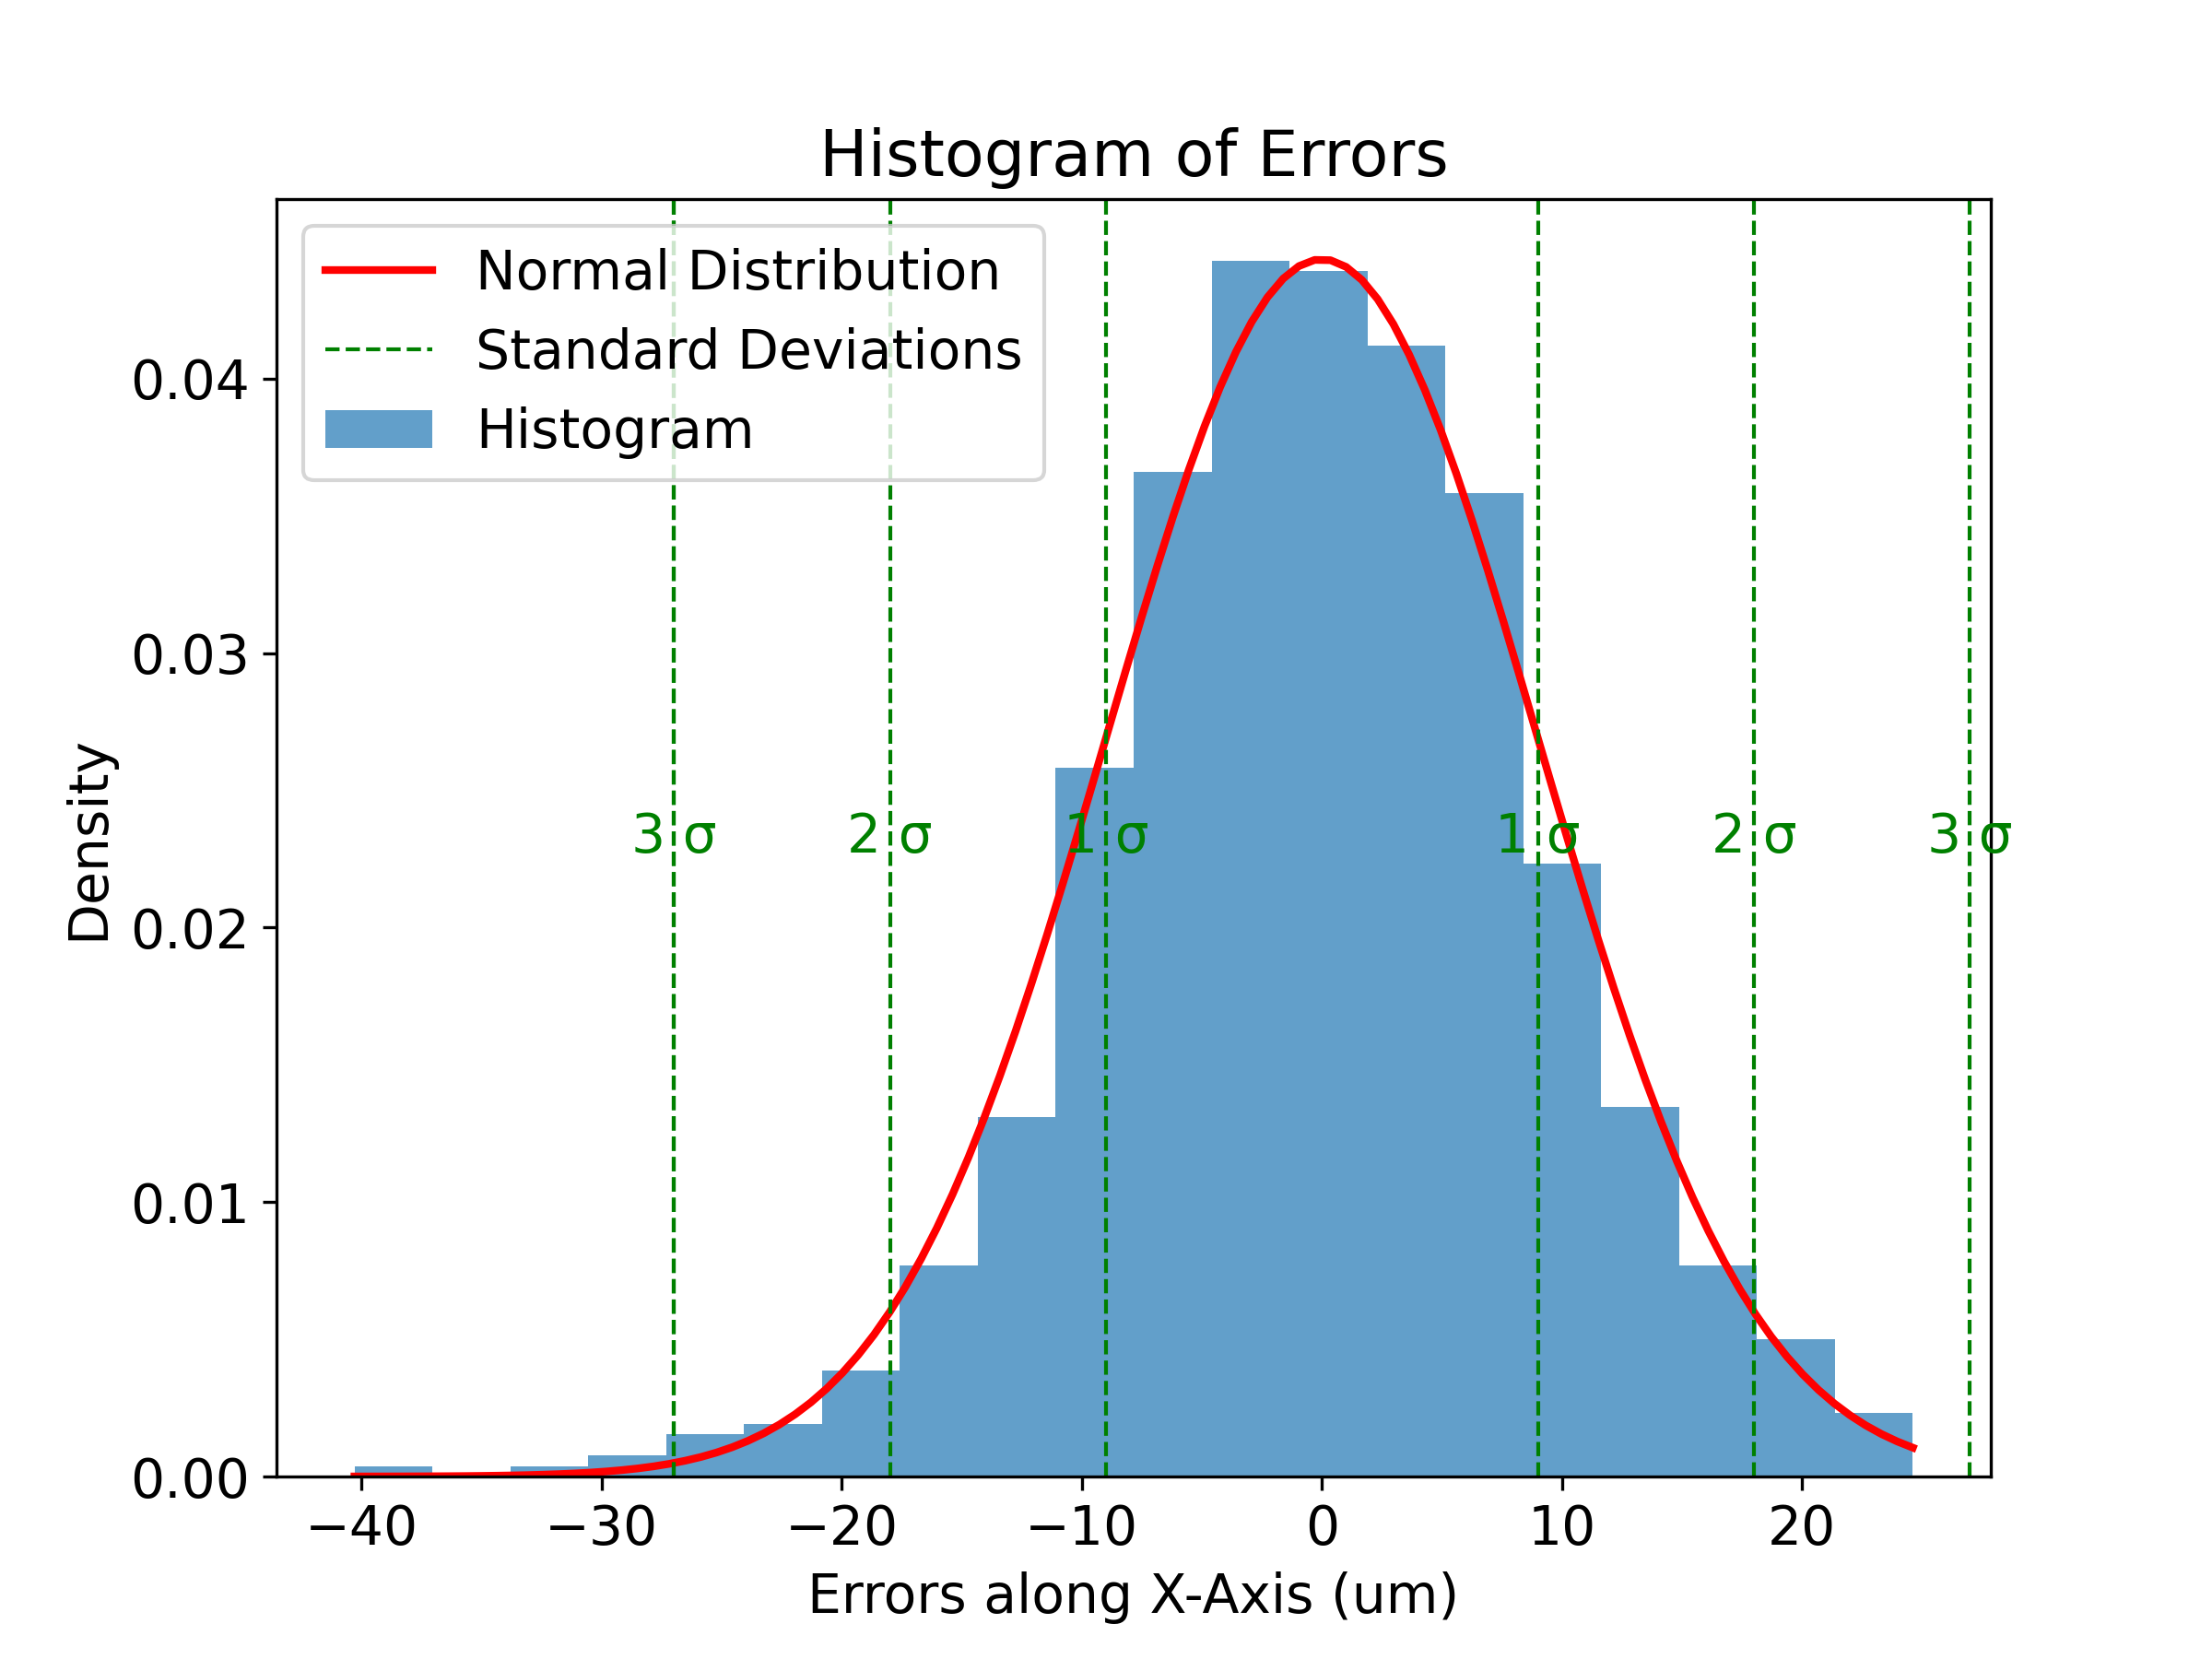 Histogram of Errors
Normal Distribution
Standard Deviations
Histogram
0.04
0.03
0.02
0.01
0.00
Density
3 σ 2 σ 1 σ 1 σ 2 σ 3 σ
−40 −30 −20 −10 0 10 20
Errors along X-Axis (um)